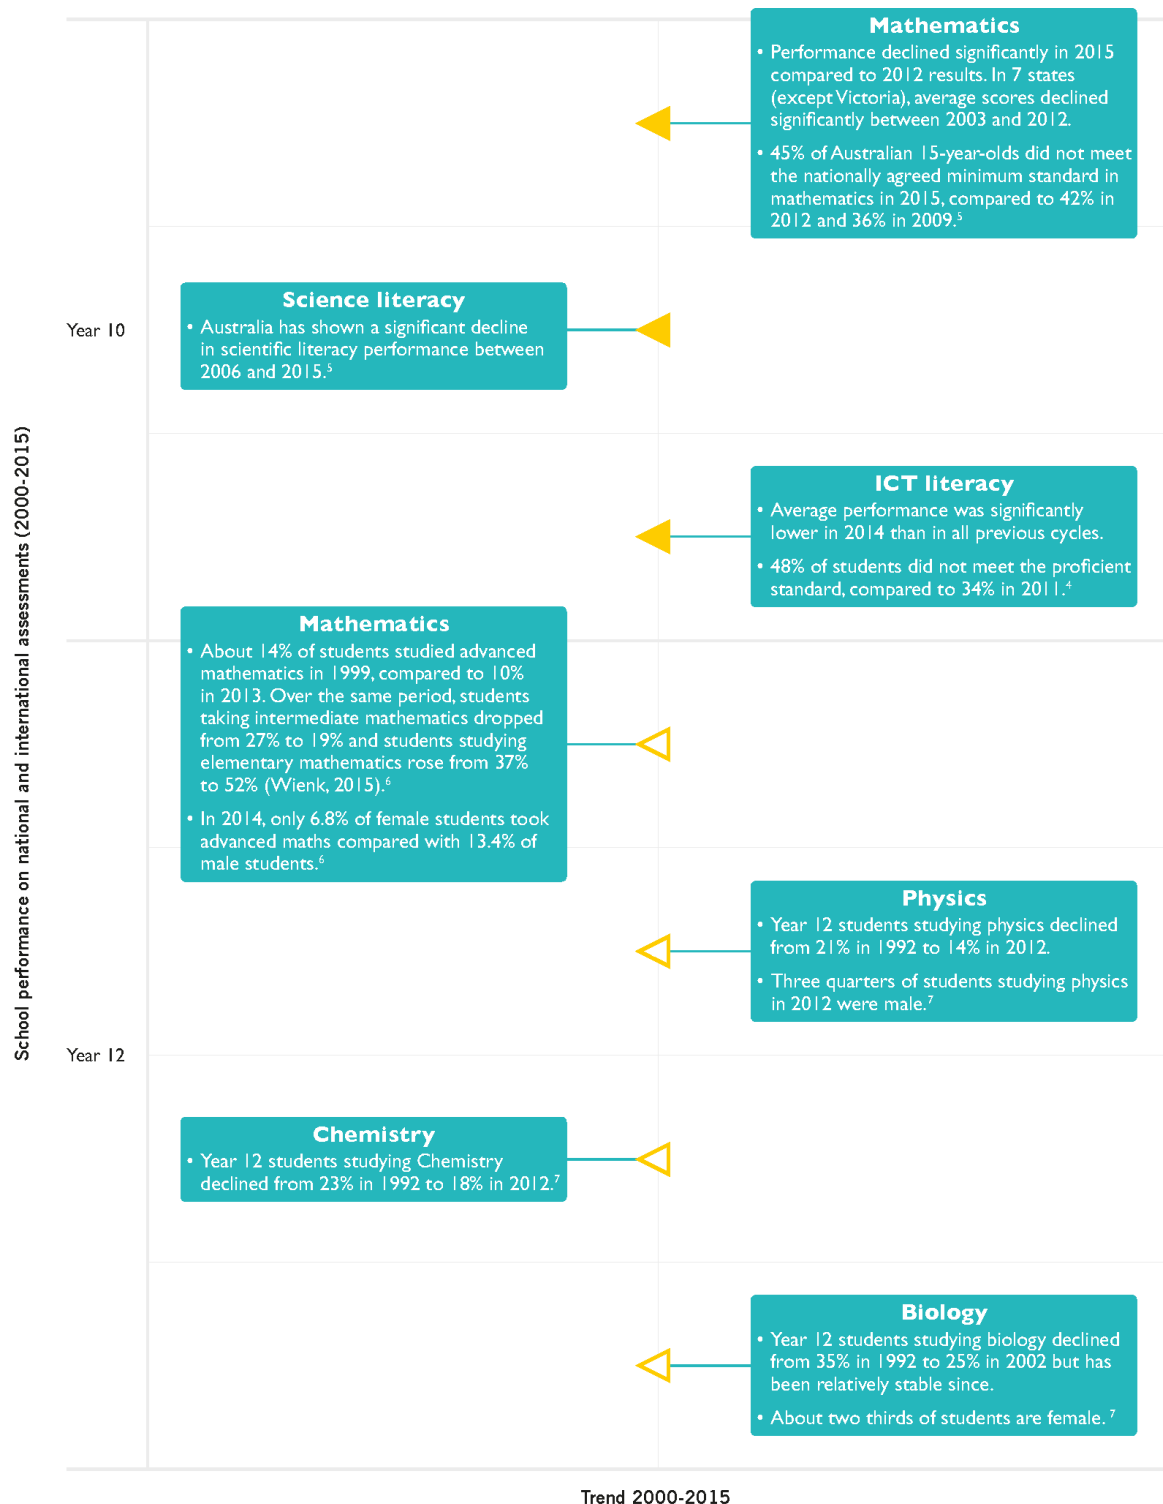 Mathematics
• Performance declined significantly in 2015
compared to 2012 results. In 7 states
(except Victoria), average scores declined
significantly between 2003 and 2012.
• 45% of Australian 15-year-olds did not meet
the nationally agreed minimum standard in
mathematics in 2015, compared to 42% in
2012 and 36% in 2009.5
Year 10
Science literacy
• Australia has shown a significant decline
in scientific literacy performance between
2006 and 2015.5
ICT literacy
• Average performance was significantly
lower in 2014 than in all previous cycles.
• 48% of students did not meet the proficient
standard, compared to 34% in 2011.4
School performance on national and international assessments (2000-2015)
Mathematics
• About 14% of students studied advanced
mathematics in 1999, compared to 10%
in 2013. Over the same period, students
taking intermediate mathematics dropped
from 27% to 19% and students studying
elementary mathematics rose from 37%
to 52% (Wienk, 2015).6
• In 2014, only 6.8% of female students took
advanced maths compared with 13.4% of
male students.6
Physics
• Year 12 students studying physics declined
from 21% in 1992 to 14% in 2012.
• Three quarters of students studying physics
in 2012 were male.7
Year 12
Chemistry
• Year 12 students studying Chemistry
declined from 23% in 1992 to 18% in 2012.7
Biology
• Year 12 students studying biology declined
from 35% in 1992 to 25% in 2002 but has
been relatively stable since.
• About two thirds of students are female. 7
Trend 2000-2015